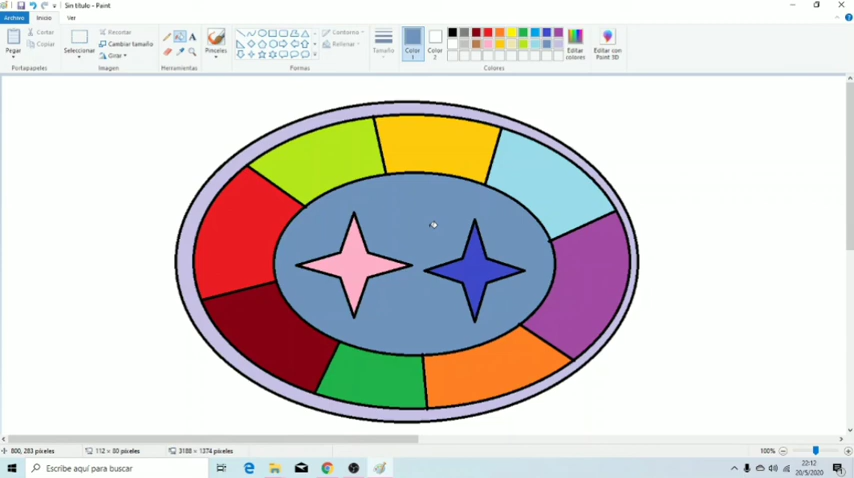 Sin título - Paint
Archivo Inicio Ver
Pegar
Cortar
Copiar
Portapapeles
Seleccionar
Recortar
Cambiar tamaño
Girar
Imagen
A
Herramientas
Pinceles
Contorno
Rellenar
Formas
Tamaño
Color 1
Color 2
Editar colores
Colores
Editar con Paint 3D
800, 283 píxeles
112 × 80 píxeles
3188 × 1374 píxeles
100%
Escribe aquí para buscar
22:12
20/5/2020